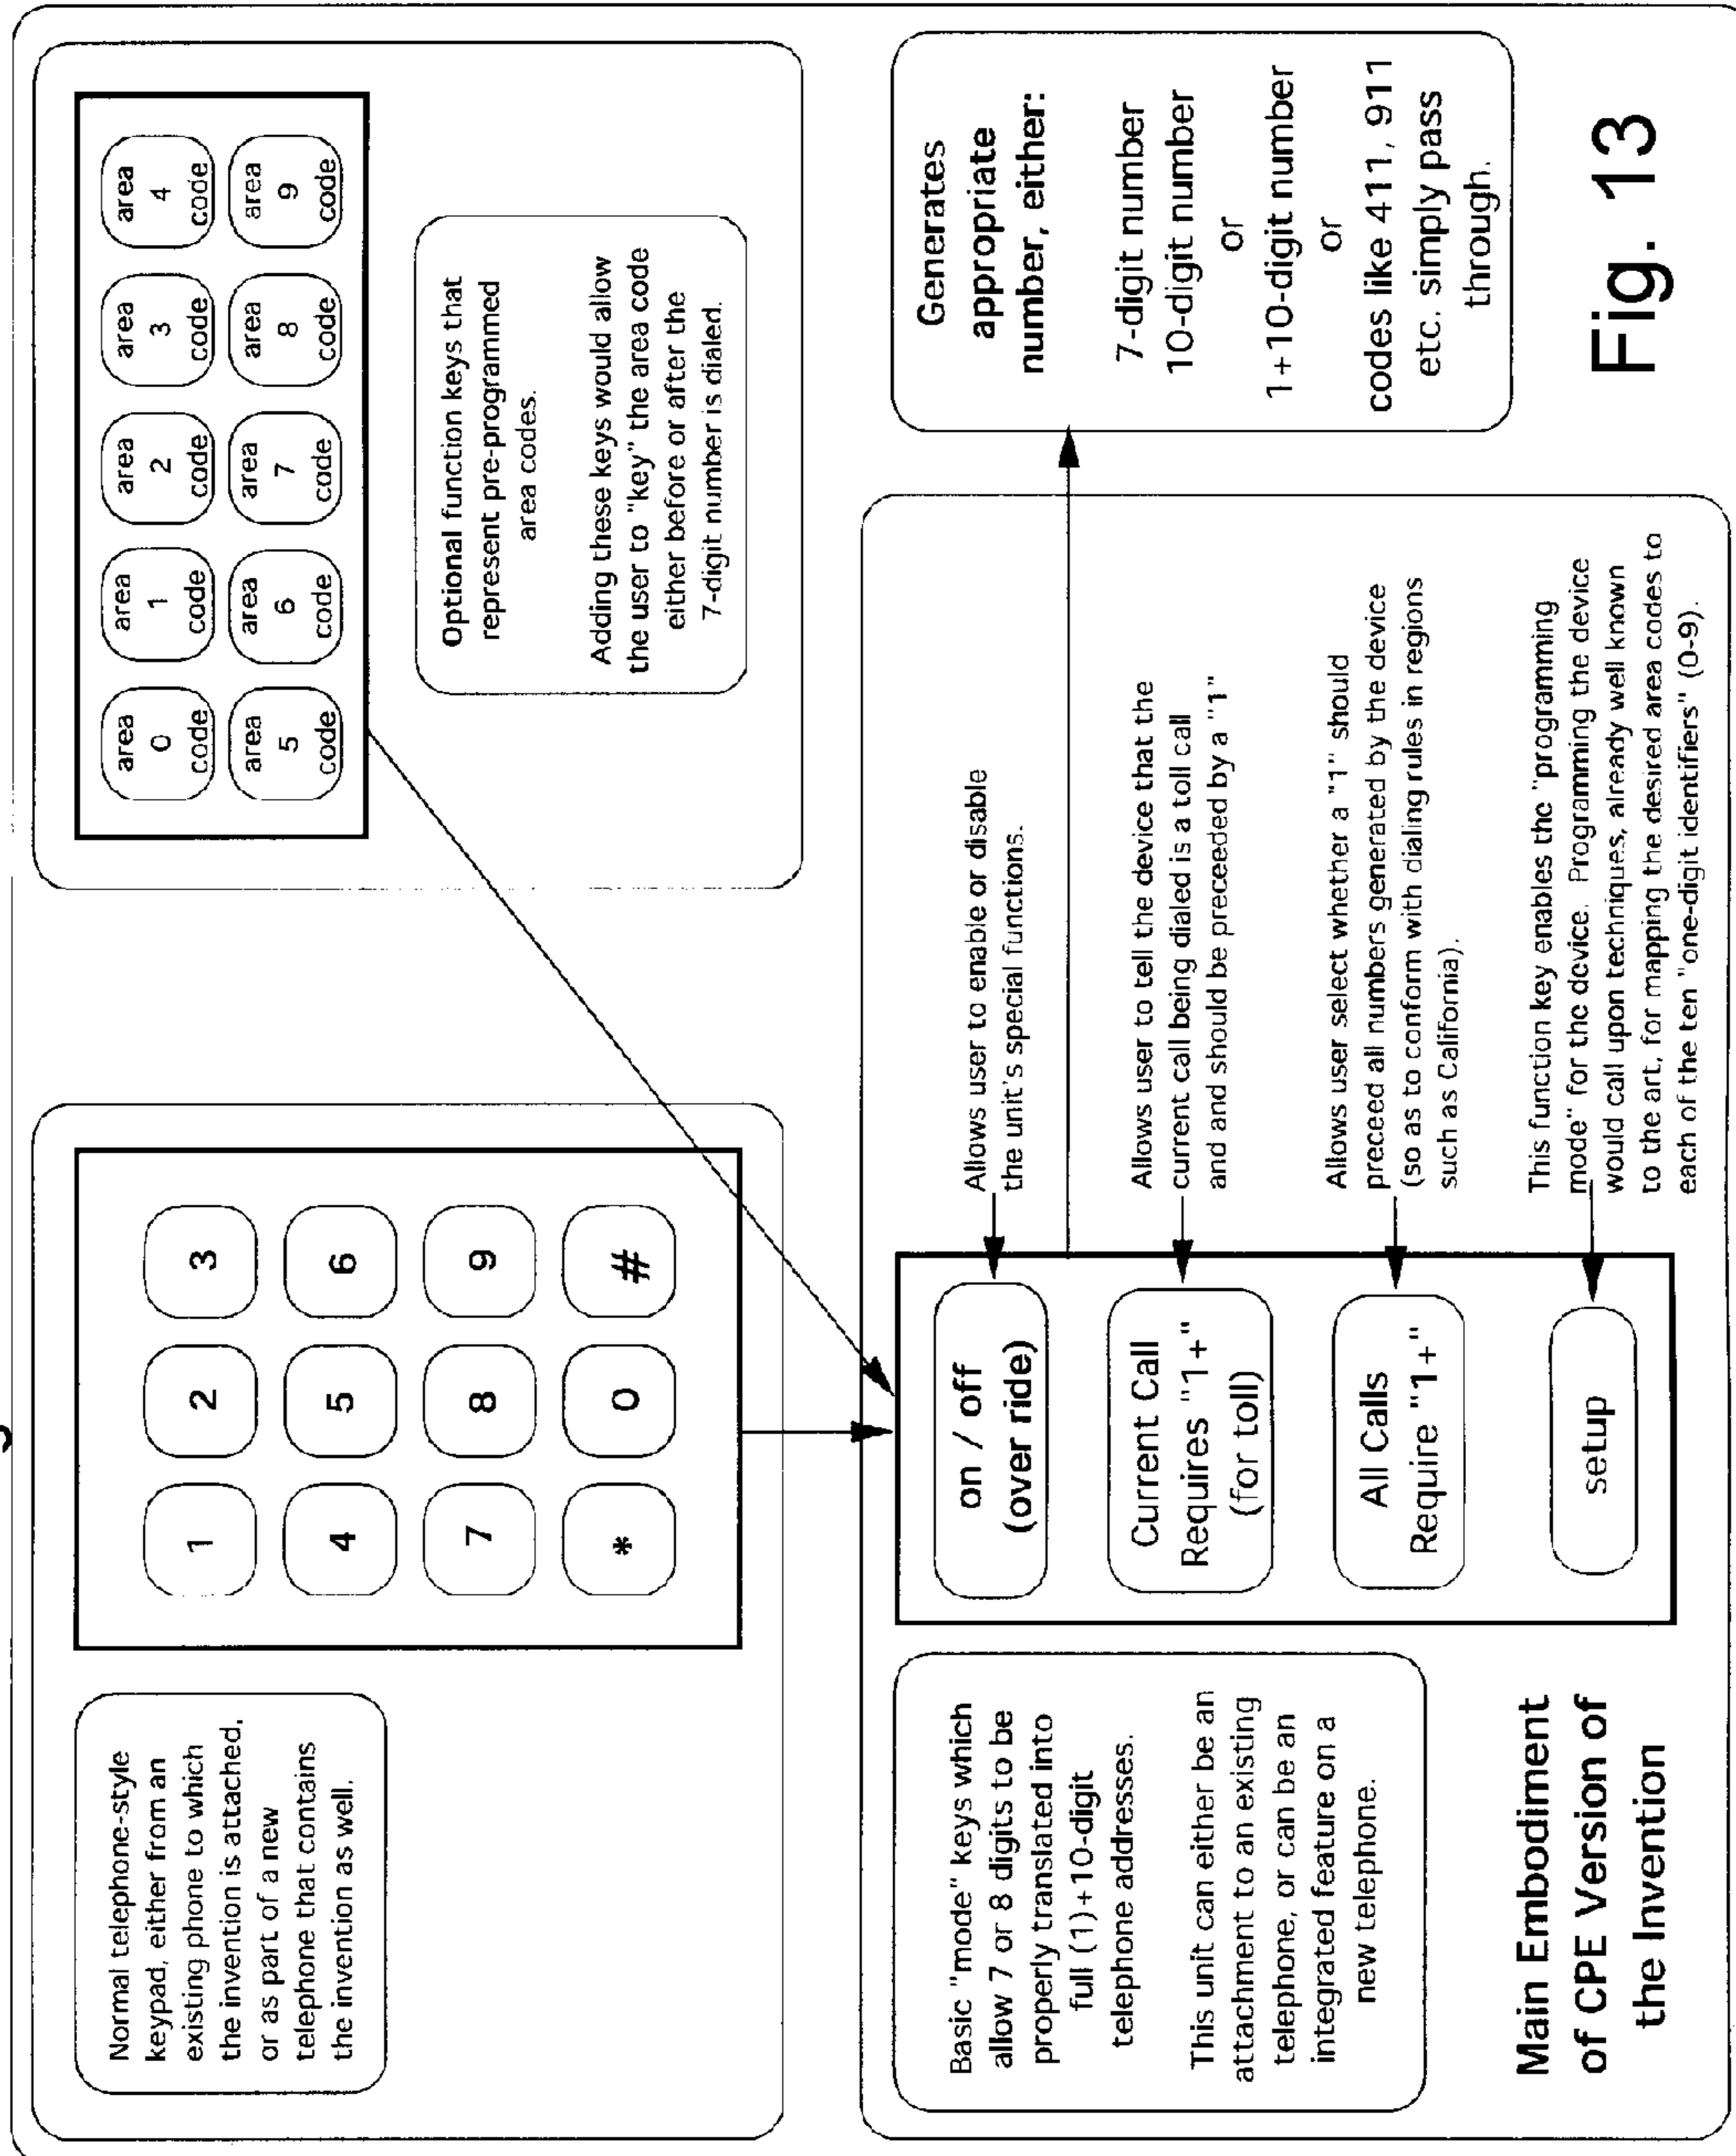 Normal telephone-style
keypad, either from an
existing phone to which
the invention is attached,
or as part of a new
telephone that contains
the invention as well.
1 2 3
4 5 6
7 8 9
* 0 #
area area area area area
0 1 2 3 4
code code code code code
area area area area area
5 6 7 8 9
code code code code code
Optional function keys that
represent pre-programmed
area codes.
Adding these keys would allow
the user to "key" the area code
either before or after the
7-digit number is dialed.
Basic "mode" keys which
allow 7 or 8 digits to be
properly translated into
full (1)+10-digit
telephone addresses.
This unit can either be an
attachment to an existing
telephone, or can be an
integrated feature on a
new telephone.
Main Embodiment
of CPE Version of
the Invention
on / off
(over ride)
Current Call
Requires "1+"
(for toll)
All Calls
Require "1+"
setup
Allows user to enable or disable
the unit's special functions.
Allows user to tell the device that the
current call being dialed is a toll call
and and should be preceeded by a "1"
Allows user select whether a "1" should
preceed all numbers generated by the device
(so as to conform with dialing rules in regions
such as California).
This function key enables the "programming
mode" for the device. Programming the device
would call upon techniques, already well known
to the art, for mapping the desired area codes to
each of the ten "one-digit identifiers" (0-9).
Generates
appropriate
number, either:
7-digit number
10-digit number
or
1+10-digit number
or
codes like 411, 911
etc. simply pass
through.
Fig. 13